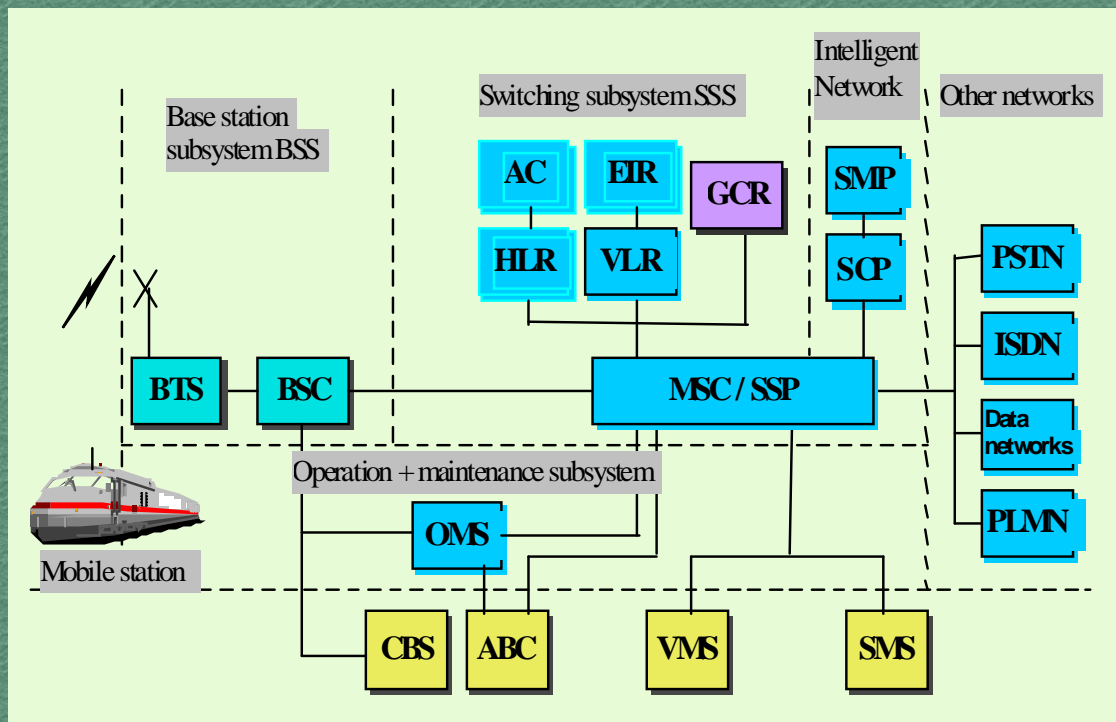 Intelligent
Network
Switching subsystem SSS
Other networks
Base station
subsystem BSS
AC
EIR
GCR
SMP
HLR
VLR
SCP
PSTN
ISDN
BTS
BSC
MSC / SSP
Data
networks
Operation + maintenance subsystem
OMS
PLMN
Mobile station
CBS
ABC
VMS
SMS